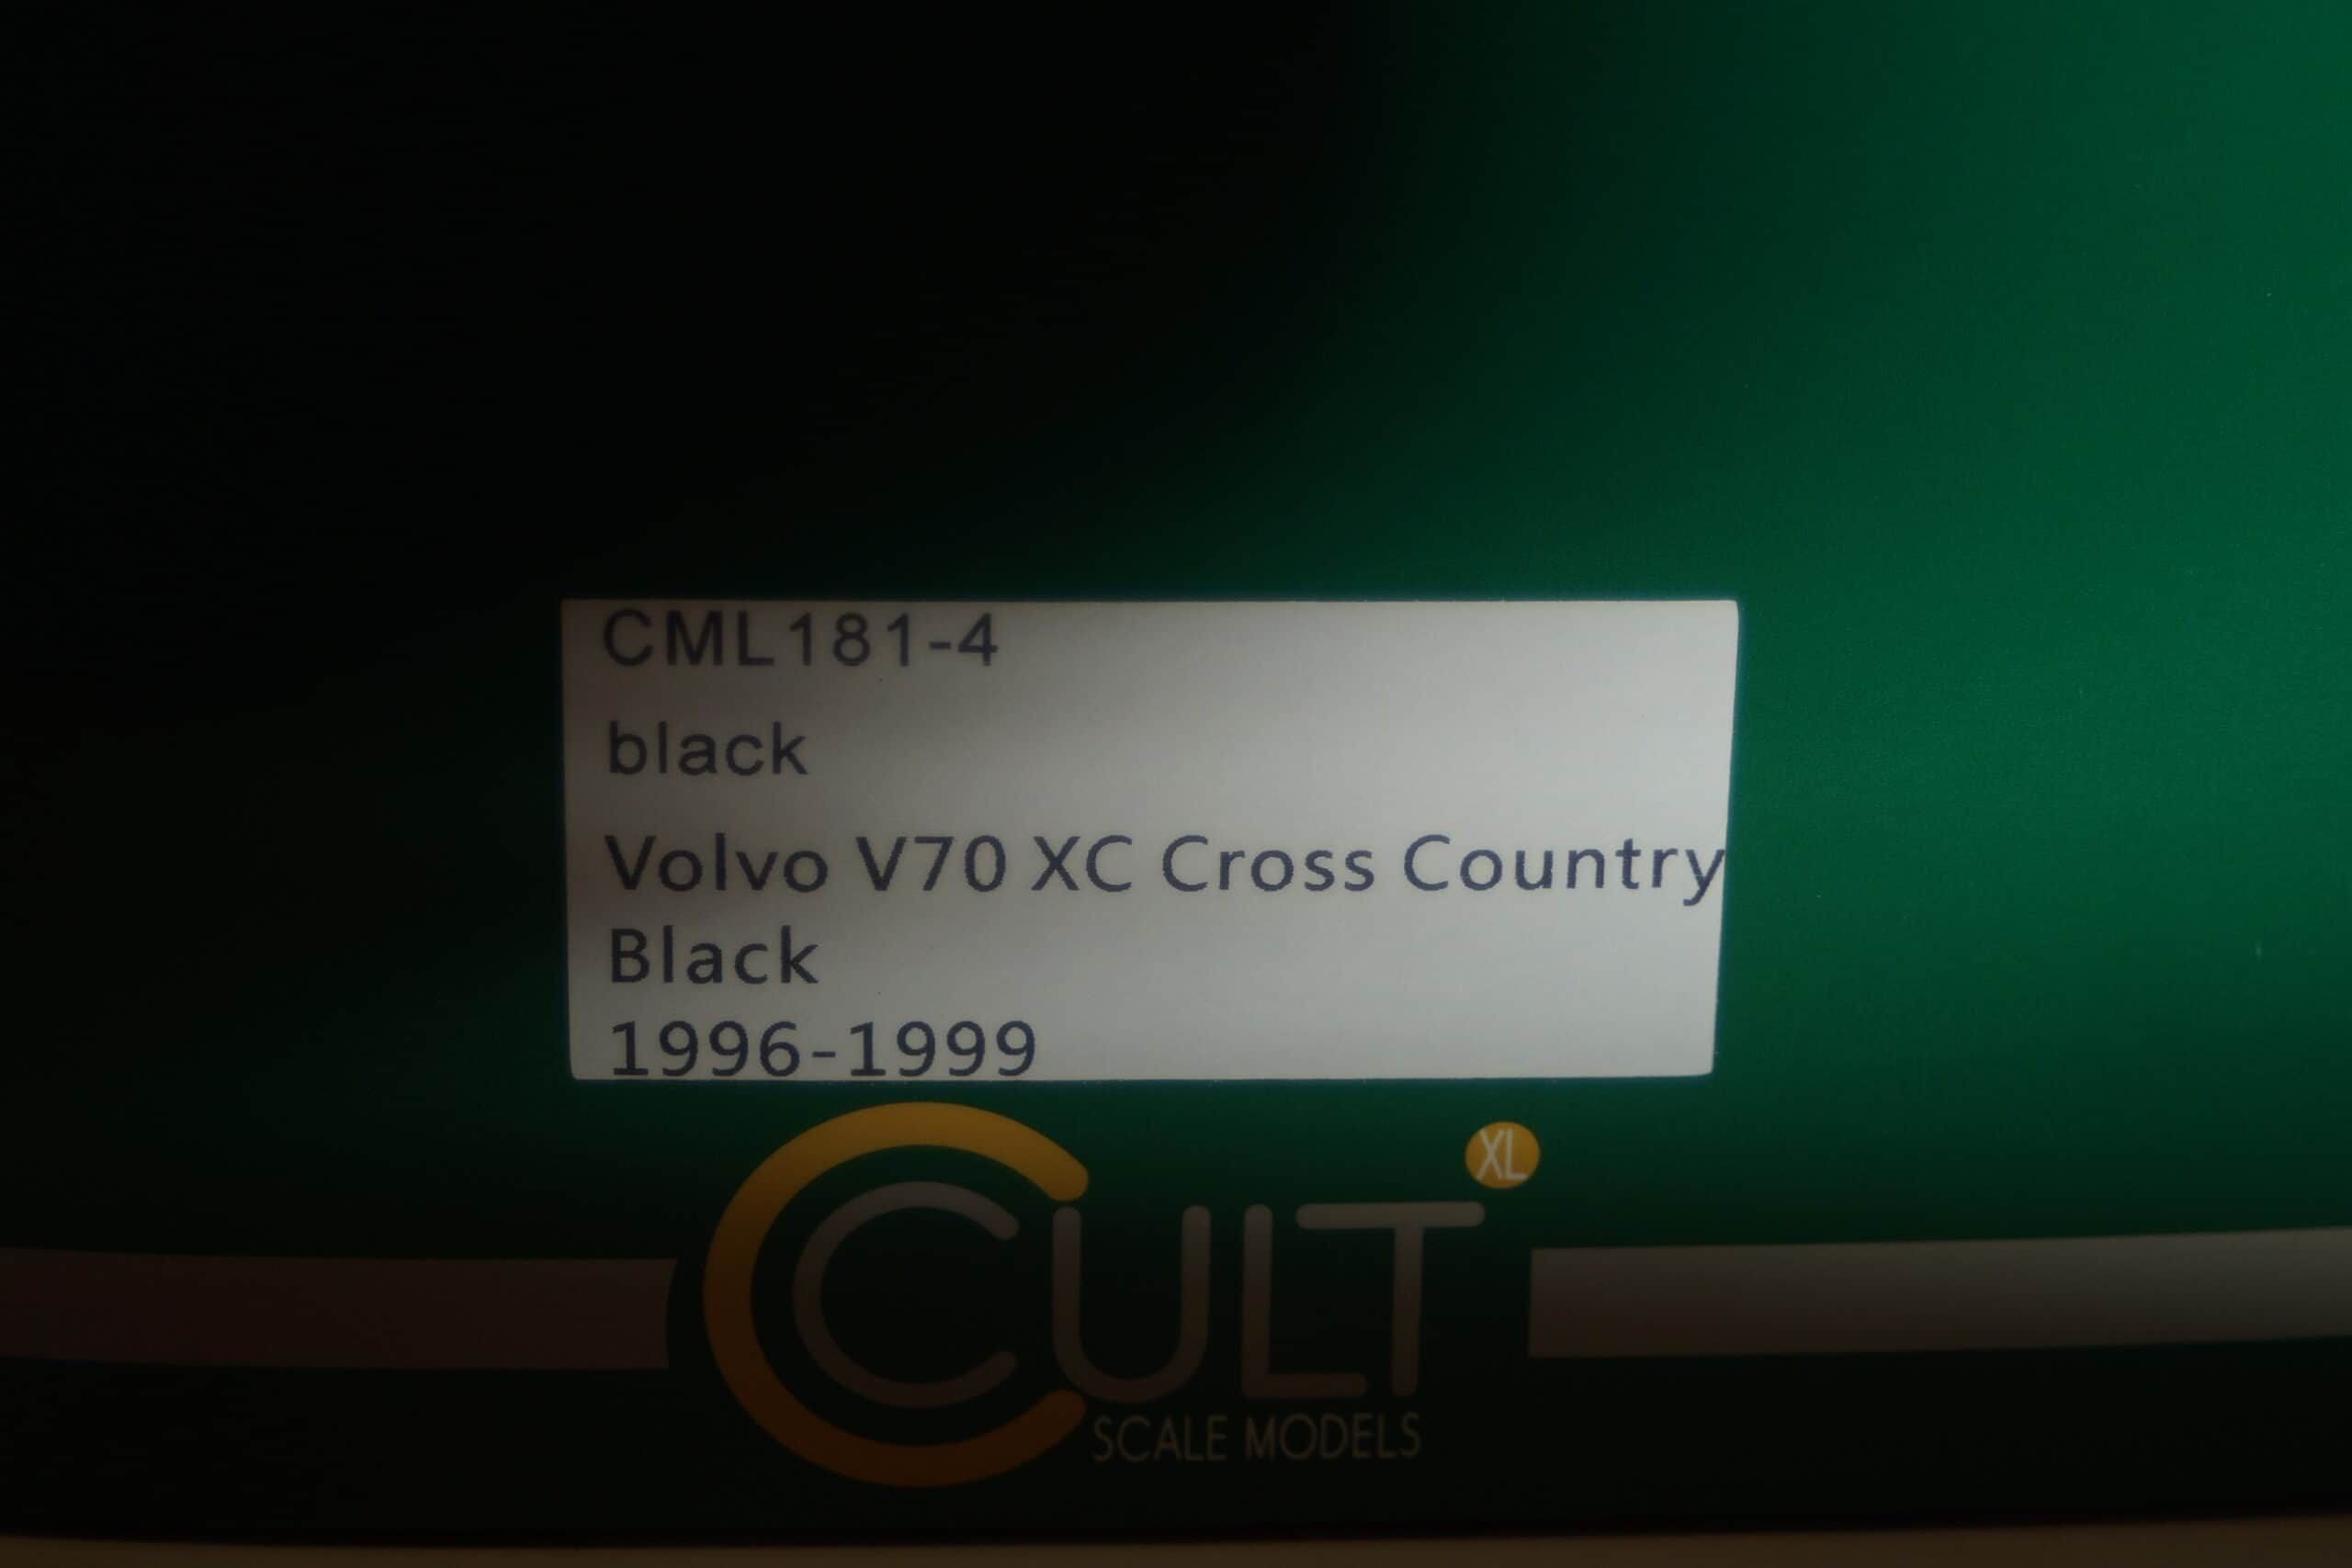 CML181-4
black
Volvo V70 XC Cross Country
Black
1996-1999
CULT XL
SCALE MODELS